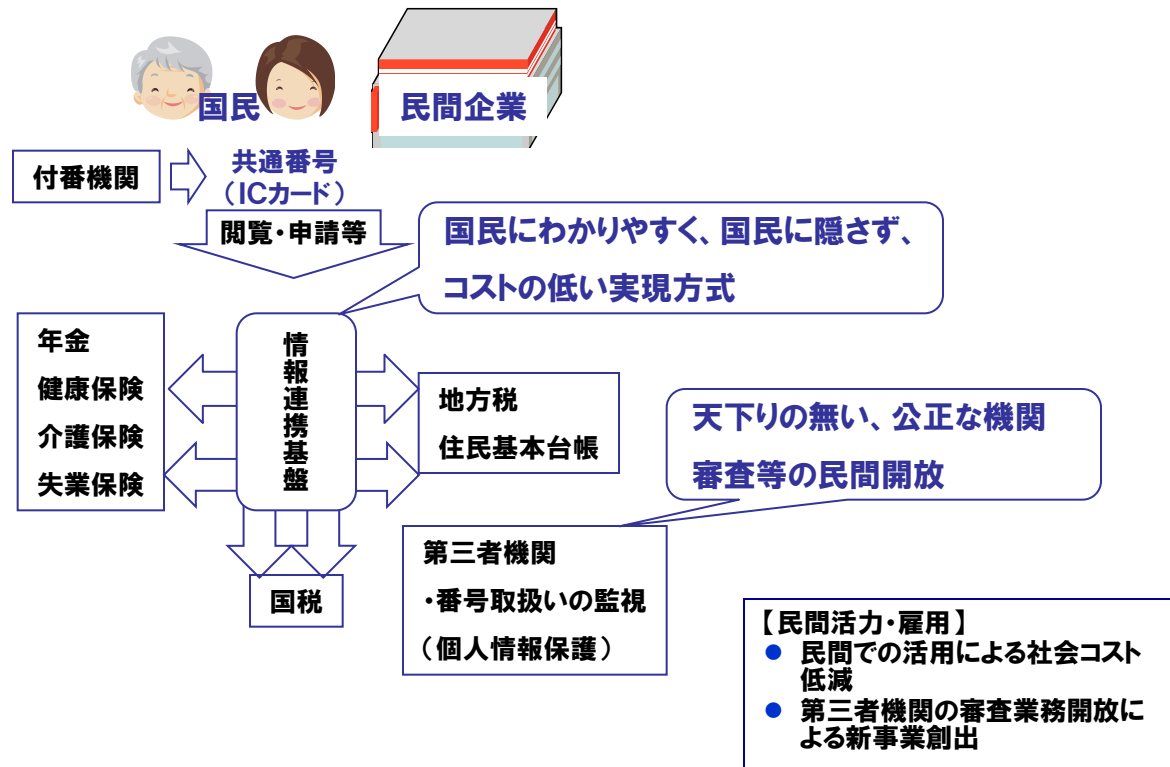 国民
民間企業
付番機関
共通番号
(ICカード)
閲覧・申請等
国民にわかりやすく、国民に隠さず、
コストの低い実現方式
年金
健康保険
介護保険
失業保険
情報連携基盤
地方税
住民基本台帳
天下りの無い、公正な機関
審査等の民間開放
国税
第三者機関
・番号取扱いの監視
(個人情報保護)
【民間活力・雇用】
● 民間での活用による社会コスト
低減
● 第三者機関の審査業務開放に
よる新事業創出